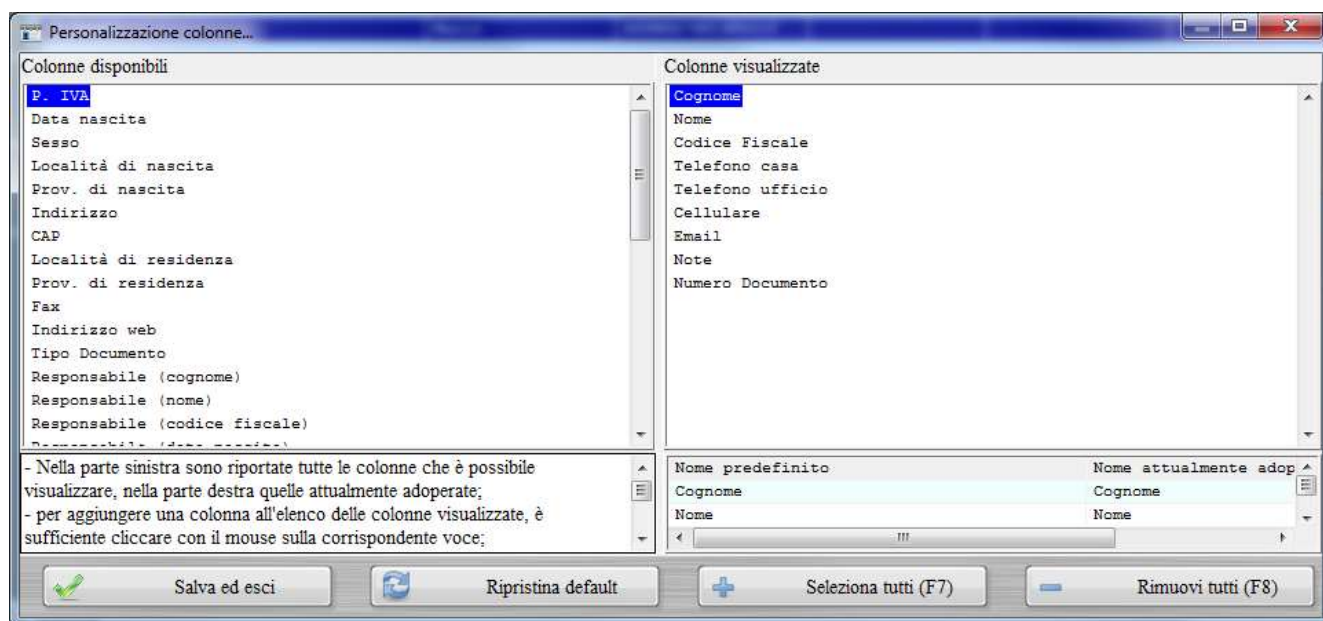 Personalizzazione colonne...
Colonne disponibili
P. IVA
Data nascita
Sesso
Località di nascita
Prov. di nascita
Indirizzo
CAP
Località di residenza
Prov. di residenza
Fax
Indirizzo web
Tipo Documento
Responsabile (cognome)
Responsabile (nome)
Responsabile (codice fiscale)
- Nella parte sinistra sono riportate tutte le colonne che è possibile
visualizzare, nella parte destra quelle attualmente adoperate;
- per aggiungere una colonna all'elenco delle colonne visualizzate, è
sufficiente cliccare con il mouse sulla corrispondente voce;
Colonne visualizzate
Cognome
Nome
Codice Fiscale
Telefono casa
Telefono ufficio
Cellulare
Email
Note
Numero Documento
Nome predefinito Nome attualmente adop
Cognome Cognome
Nome Nome
Salva ed esci Ripristina default Seleziona tutti (F7) Rimuovi tutti (F8)